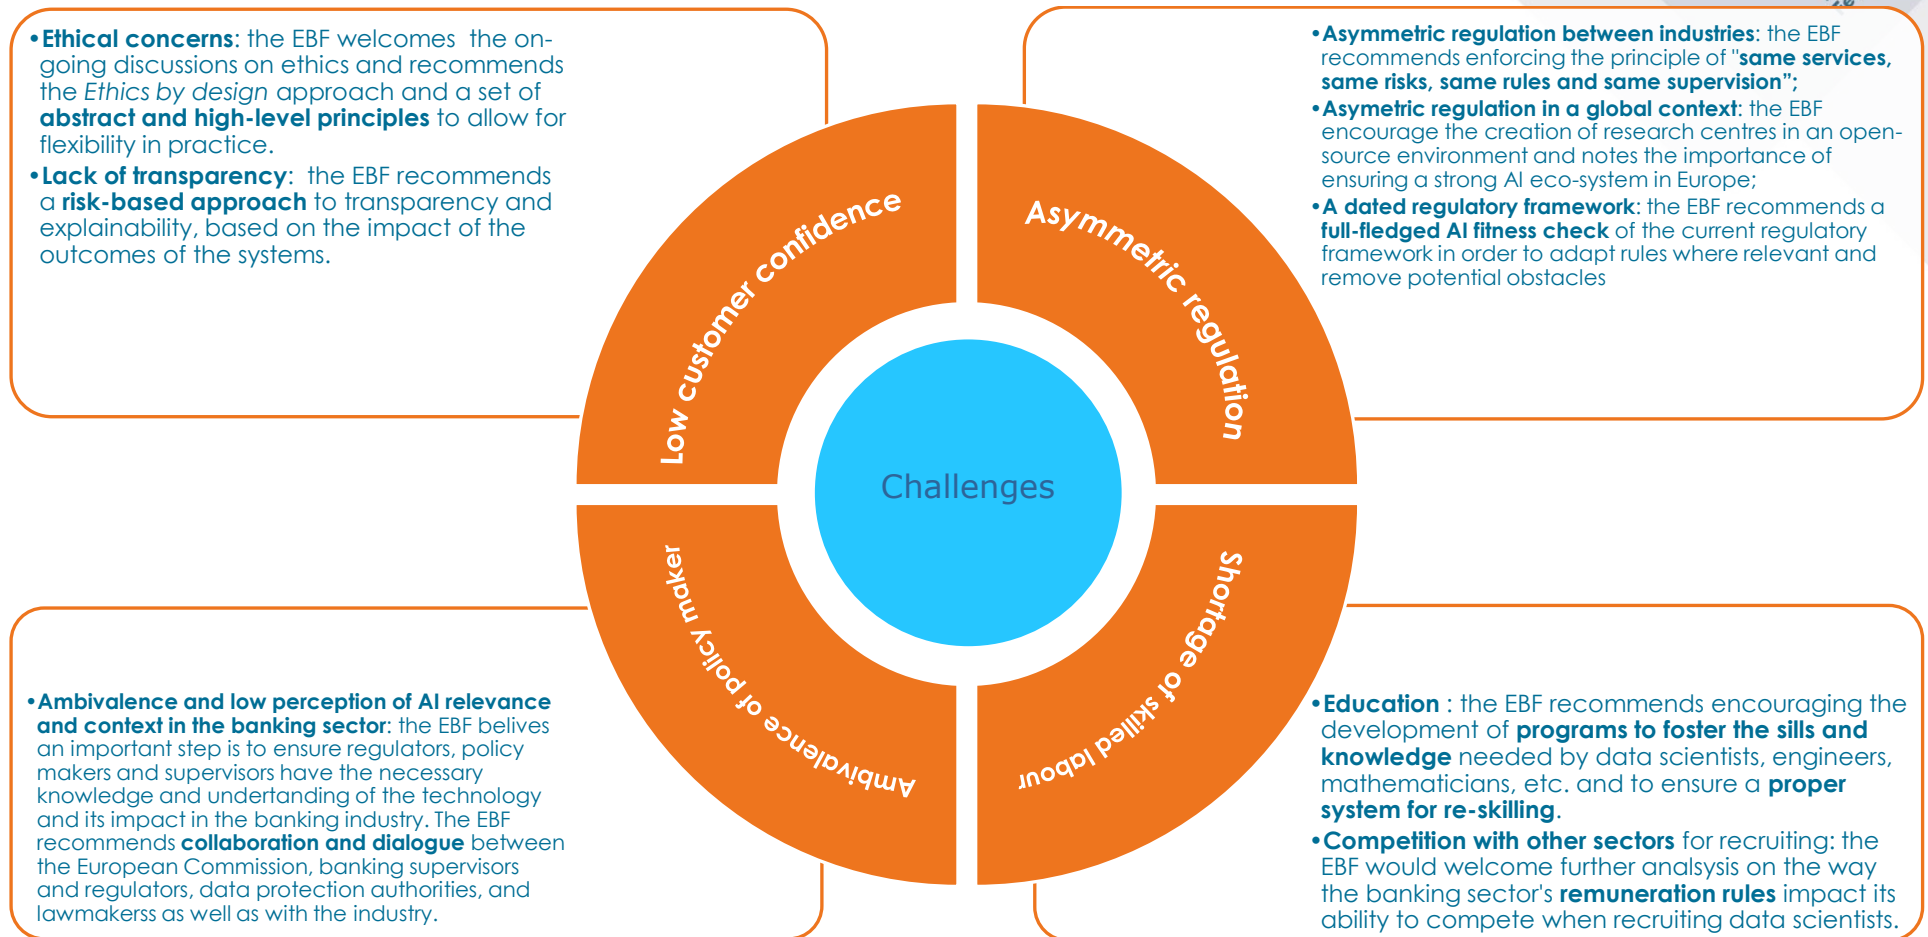 •Ethical concerns: the EBF welcomes the on-
going discussions on ethics and recommends
the Ethics by design approach and a set of
abstract and high-level principles to allow for
flexibility in practice.
•Lack of transparency: the EBF recommends
a risk-based approach to transparency and
explainability, based on the impact of the
outcomes of the systems.
•Asymmetric regulation between industries: the EBF
recommends enforcing the principle of "same services,
same risks, same rules and same supervision”;
•Asymetric regulation in a global context: the EBF
encourage the creation of research centres in an open-
source environment and notes the importance of
ensuring a strong AI eco-system in Europe;
•A dated regulatory framework: the EBF recommends a
full-fledged AI fitness check of the current regulatory
framework in order to adapt rules where relevant and
remove potential obstacles
Low customer confidence
Asymmetric regulation
Challenges
Ambivalence of policy maker
Shortage of skilled labour
•Ambivalence and low perception of AI relevance
and context in the banking sector: the EBF belives
an important step is to ensure regulators, policy
makers and supervisors have the necessary
knowledge and undertanding of the technology
and its impact in the banking industry. The EBF
recommends collaboration and dialogue between
the European Commission, banking supervisors
and regulators, data protection authorities, and
lawmakerss as well as with the industry.
•Education : the EBF recommends encouraging the
development of programs to foster the sills and
knowledge needed by data scientists, engineers,
mathematicians, etc. and to ensure a proper
system for re-skilling.
•Competition with other sectors for recruiting: the
EBF would welcome further analsysis on the way
the banking sector's remuneration rules impact its
ability to compete when recruiting data scientists.